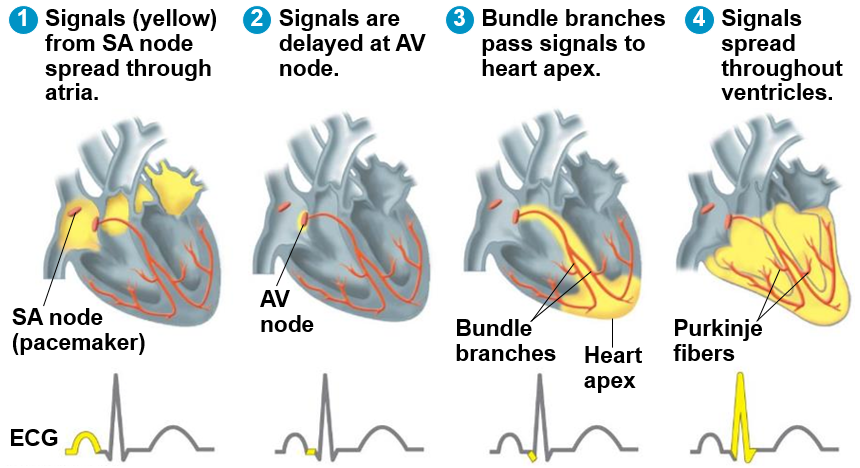 1 Signals (yellow)
from SA node
spread through
atria.
2 Signals are
delayed at AV
node.
3 Bundle branches
pass signals to
heart apex.
4 Signals
spread
throughout
ventricles.
SA node
(pacemaker)
AV
node
Bundle
branches
Heart
apex
Purkinje
fibers
ECG